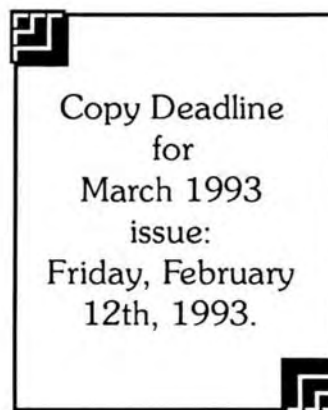 Copy Deadline
for
March 1993
issue:
Friday, February
12th, 1993.